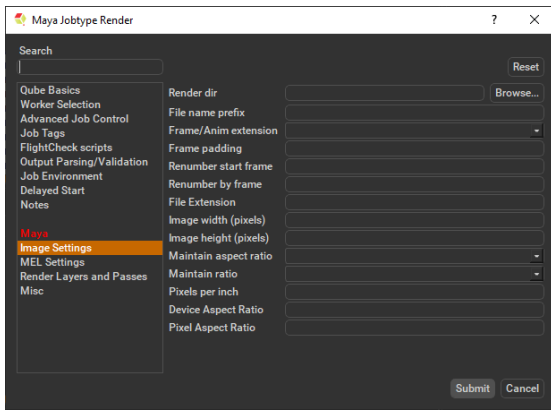 Maya Jobtype Render
?
Search
Reset
Qube Basics
Worker Selection
Advanced Job Control
Job Tags
FlightCheck scripts
Output Parsing/Validation
Job Environment
Delayed Start
Notes
Maya
Image Settings
MEL Settings
Render Layers and Passes
Misc
Render dir
Browse...
File name prefix
Frame/Anim extension
Frame padding
Renumber start frame
Renumber by frame
File Extension
Image width (pixels)
Image height (pixels)
Maintain aspect ratio
Maintain ratio
Pixels per inch
Device Aspect Ratio
Pixel Aspect Ratio
Submit
Cancel